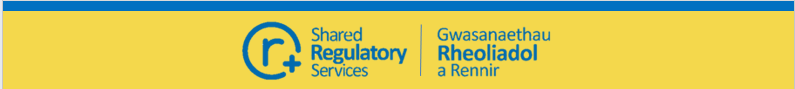 Shared
Regulatory
Services
Gwasanaethau
Rheoliadol
a Rennir